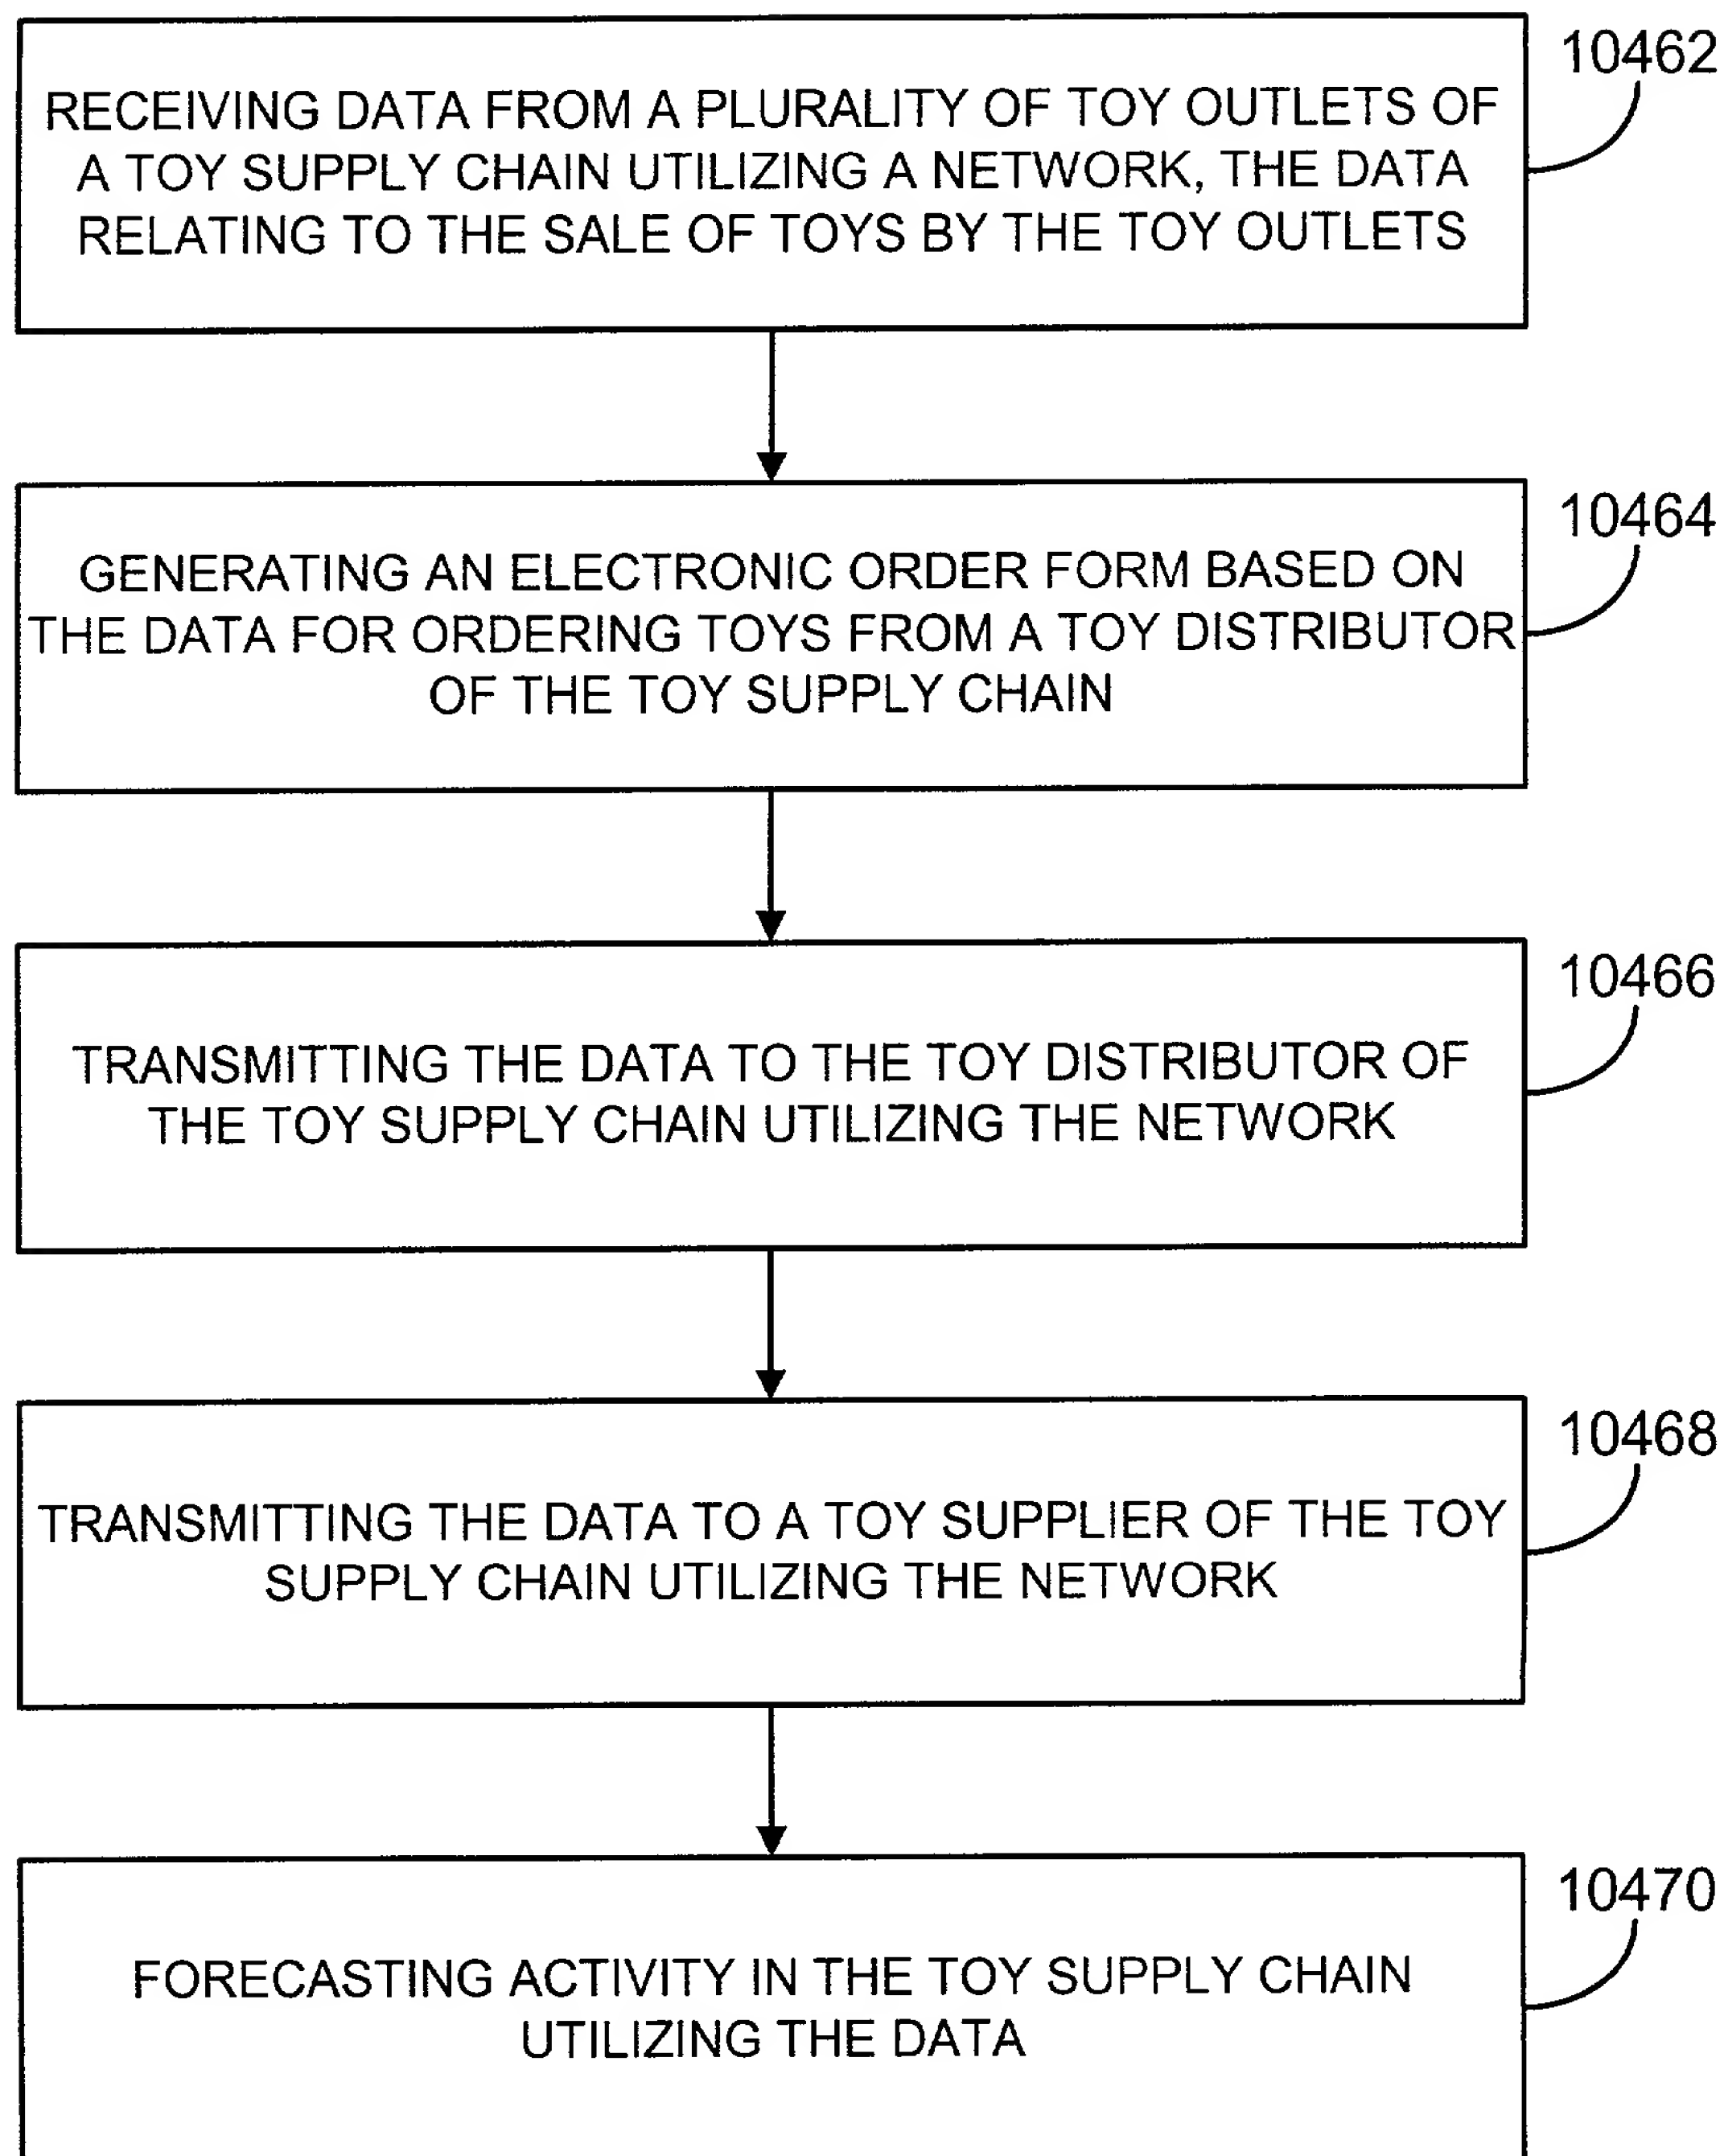 10462
RECEIVING DATA FROM A PLURALITY OF TOY OUTLETS OF
A TOY SUPPLY CHAIN UTILIZING A NETWORK, THE DATA
RELATING TO THE SALE OF TOYS BY THE TOY OUTLETS
10464
GENERATING AN ELECTRONIC ORDER FORM BASED ON
THE DATA FOR ORDERING TOYS FROM A TOY DISTRIBUTOR
OF THE TOY SUPPLY CHAIN
10466
TRANSMITTING THE DATA TO THE TOY DISTRIBUTOR OF
THE TOY SUPPLY CHAIN UTILIZING THE NETWORK
10468
TRANSMITTING THE DATA TO A TOY SUPPLIER OF THE TOY
SUPPLY CHAIN UTILIZING THE NETWORK
10470
FORECASTING ACTIVITY IN THE TOY SUPPLY CHAIN
UTILIZING THE DATA